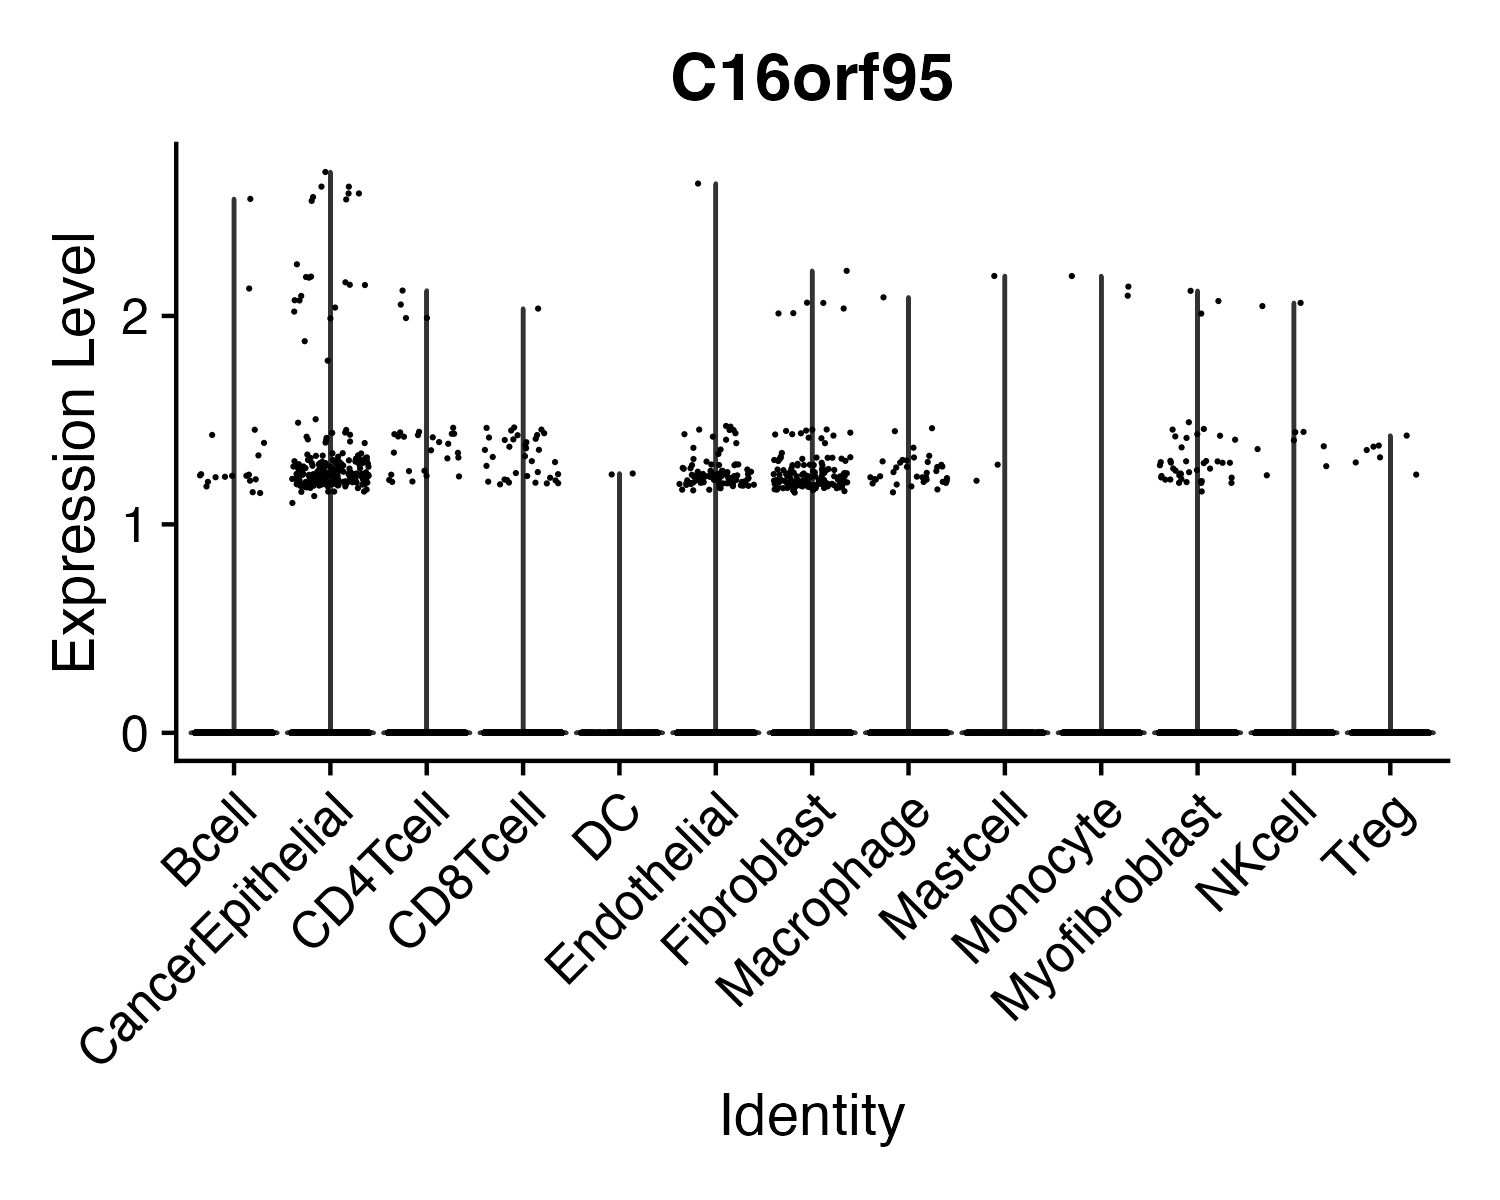 C16orf95
Expression Level
2
1
0
Bcell
CancerEpithelial
CD4Tcell
CD8Tcell
DC
Endothelial
Fibroblast
Macrophage
Mastcell
Monocyte
Myofibroblast
NKcell
Treg
Identity